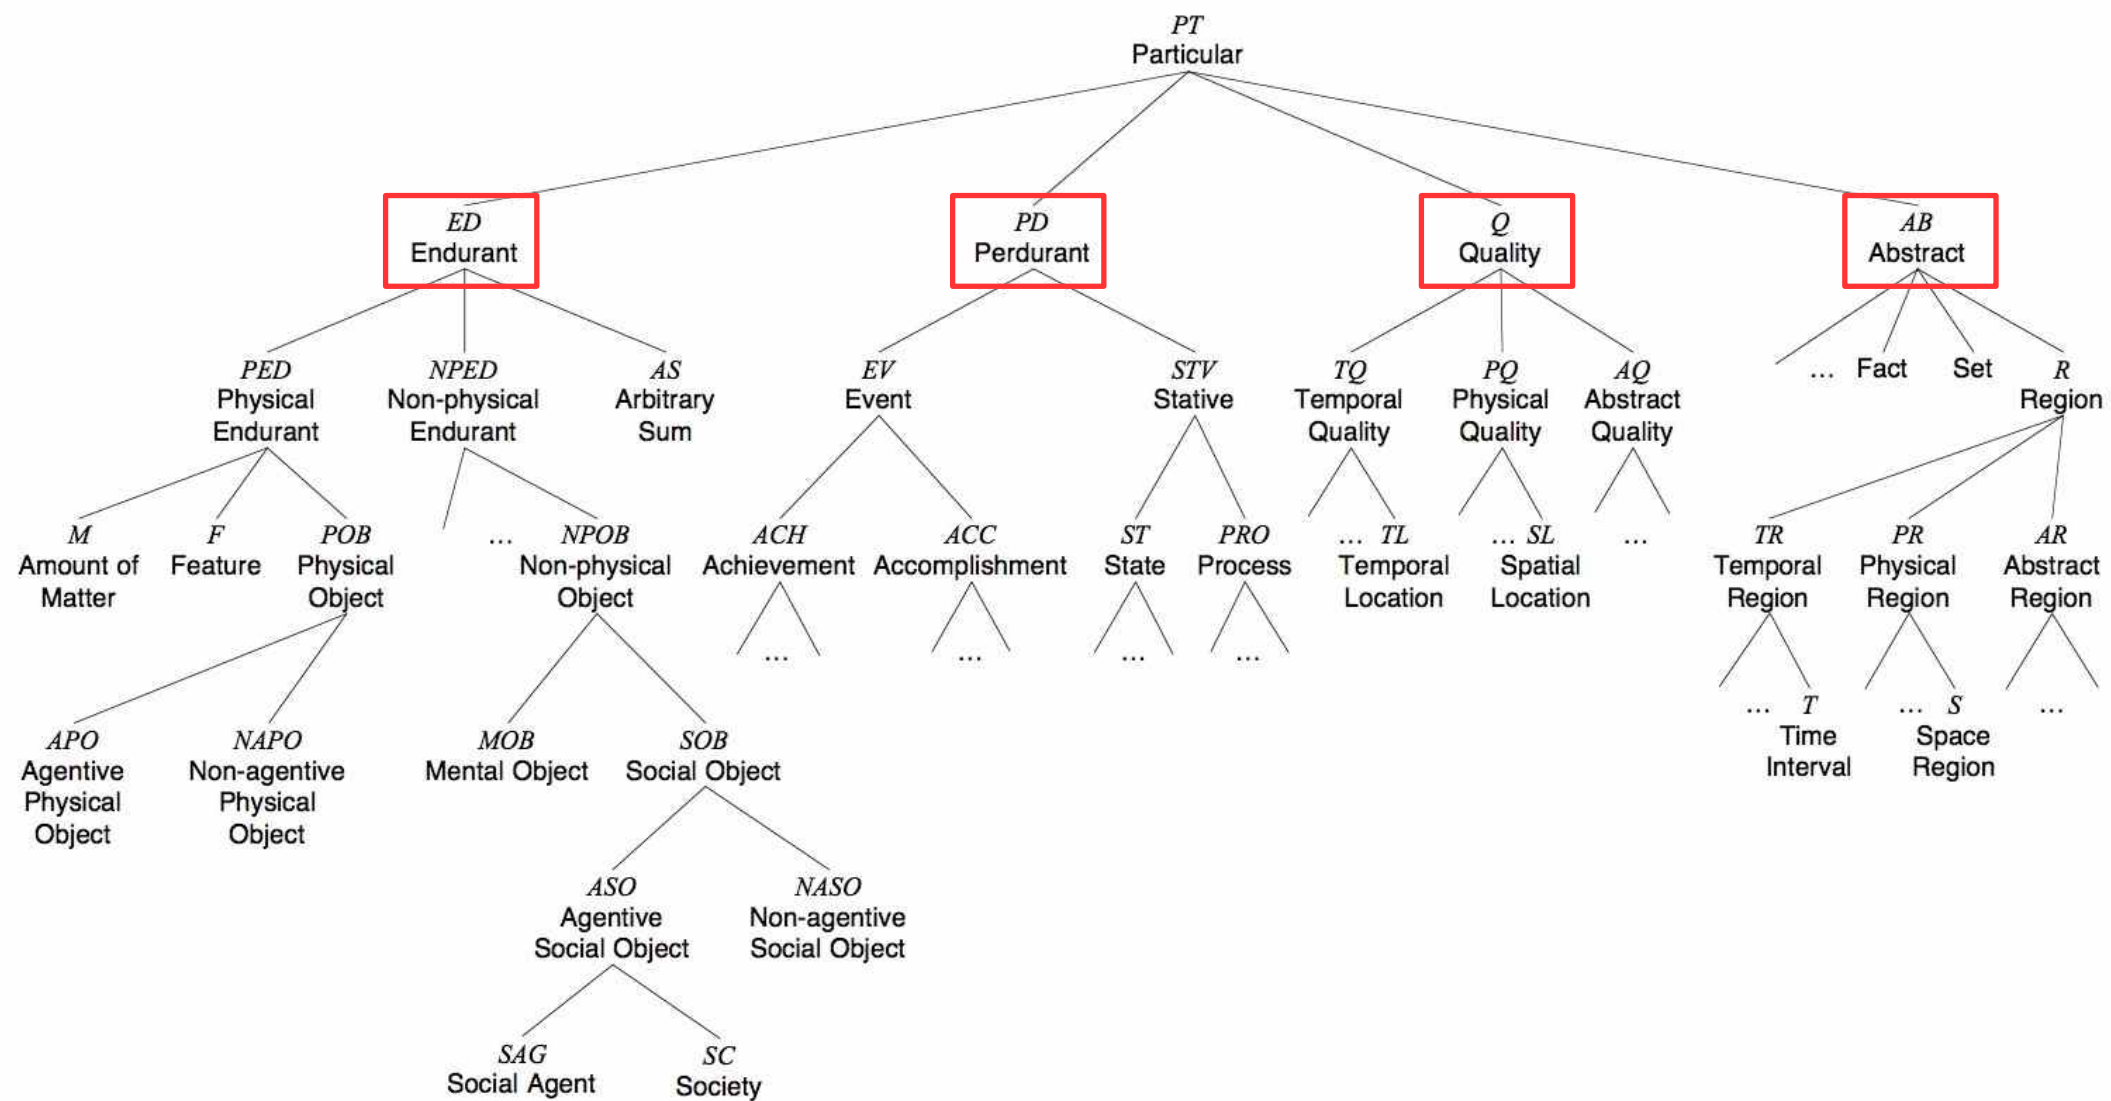 PT
Particular
ED
Endurant
PD
Perdurant
Q
Quality
AB
Abstract
PED
Physical
Endurant
NPED
Non-physical
Endurant
AS
Arbitrary
Sum
EV
Event
STV
Stative
TQ
Temporal
Quality
PQ
Physical
Quality
AQ
Abstract
Quality
...
Fact
Set
R
Region
M
Amount of
Matter
F
Feature
POB
Physical
Object
...
NPOB
Non-physical
Object
ACH
Achievement
ACC
Accomplishment
ST
State
PRO
Process
... TL
Temporal
Location
... SL
Spatial
Location
...
TR
Temporal
Region
PR
Physical
Region
AR
Abstract
Region
...
...
...
...
... T
Time
Interval
... S
Space
Region
...
APO
Agentive
Physical
Object
NAPO
Non-agentive
Physical
Object
MOB
Mental Object
SOB
Social Object
ASO
Agentive
Social Object
NASO
Non-agentive
Social Object
SAG
Social Agent
SC
Society